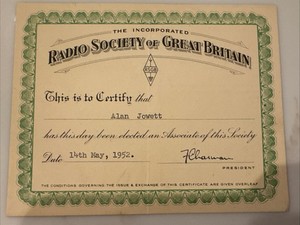 THE INCORPORATED
RADIO SOCIETY OF GREAT BRITAIN
RSGB
This is to Certify that
Alan Jowett
has this day been elected an Associate of this Society
Date 14th May, 1952.
PRESIDENT
THE CONDITIONS GOVERNING THE ISSUE & EXCHANGE OF THIS CERTIFICATE ARE GIVEN OVERLEAF